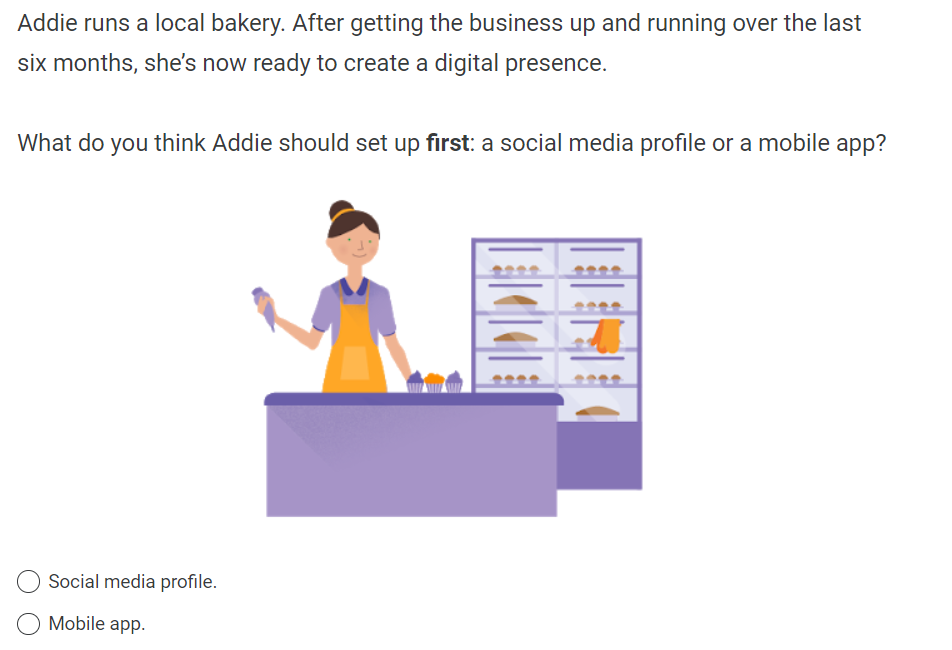 Addie runs a local bakery. After getting the business up and running over the last
six months, she’s now ready to create a digital presence.
What do you think Addie should set up first: a social media profile or a mobile app?
Social media profile.
Mobile app.